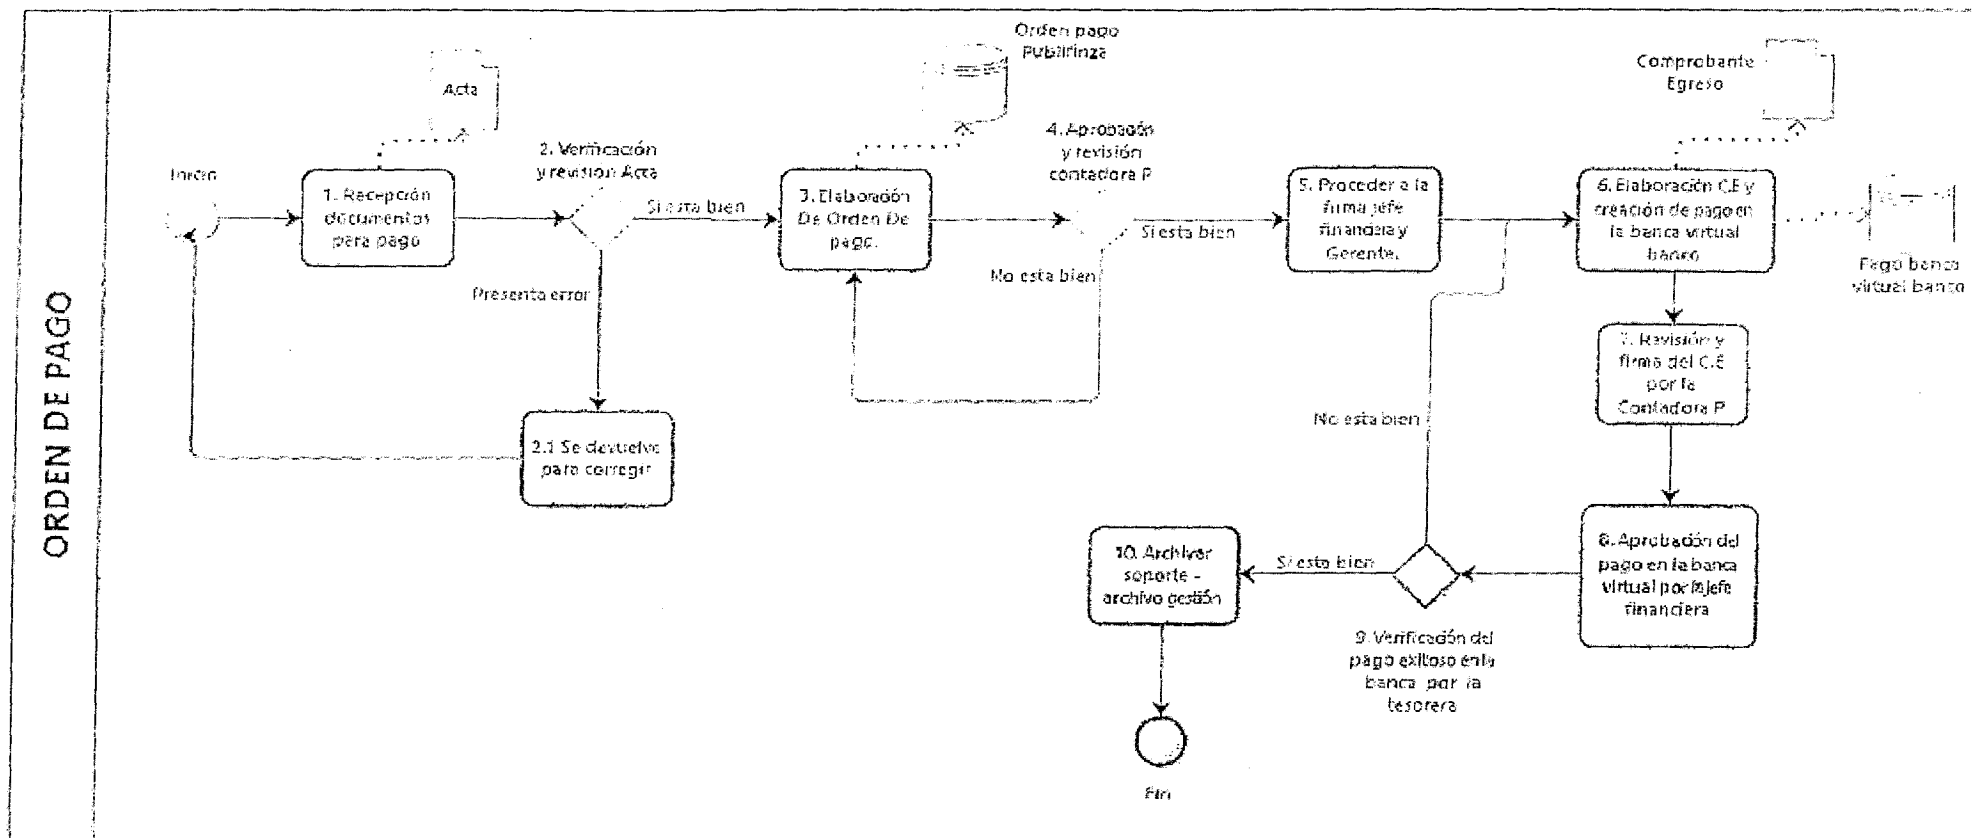 ORDEN DE PAGO
Inicio
1. Recepción
documentos
para pago
Acta
2. Verificación
y revisión Acta
Si esta bien
Presenta error
2.1 Se devuelve
para corregir
3. Elaboración
De Orden De
pago.
Orden pago
4. Aprobación
y revisión
contadora P
Si esta bien
No esta bien
5. Proceder a la
firma jefe
financiera y
Gerente.
6. Elaboración C.E y
creación de pago en
la banca virtual
banco
Comprobante
Egreso
Pago banca
virtual banco
7. Revisión y
firma del C.E
por la
Contadora P
8. Aprobación del
pago en la banca
virtual por la jefe
financiera
9. Verificación del
pago exitoso en la
banca por la
tesorera
No esta bien
Si esta bien
10. Archivar
soporte -
archivo gestión
Fin